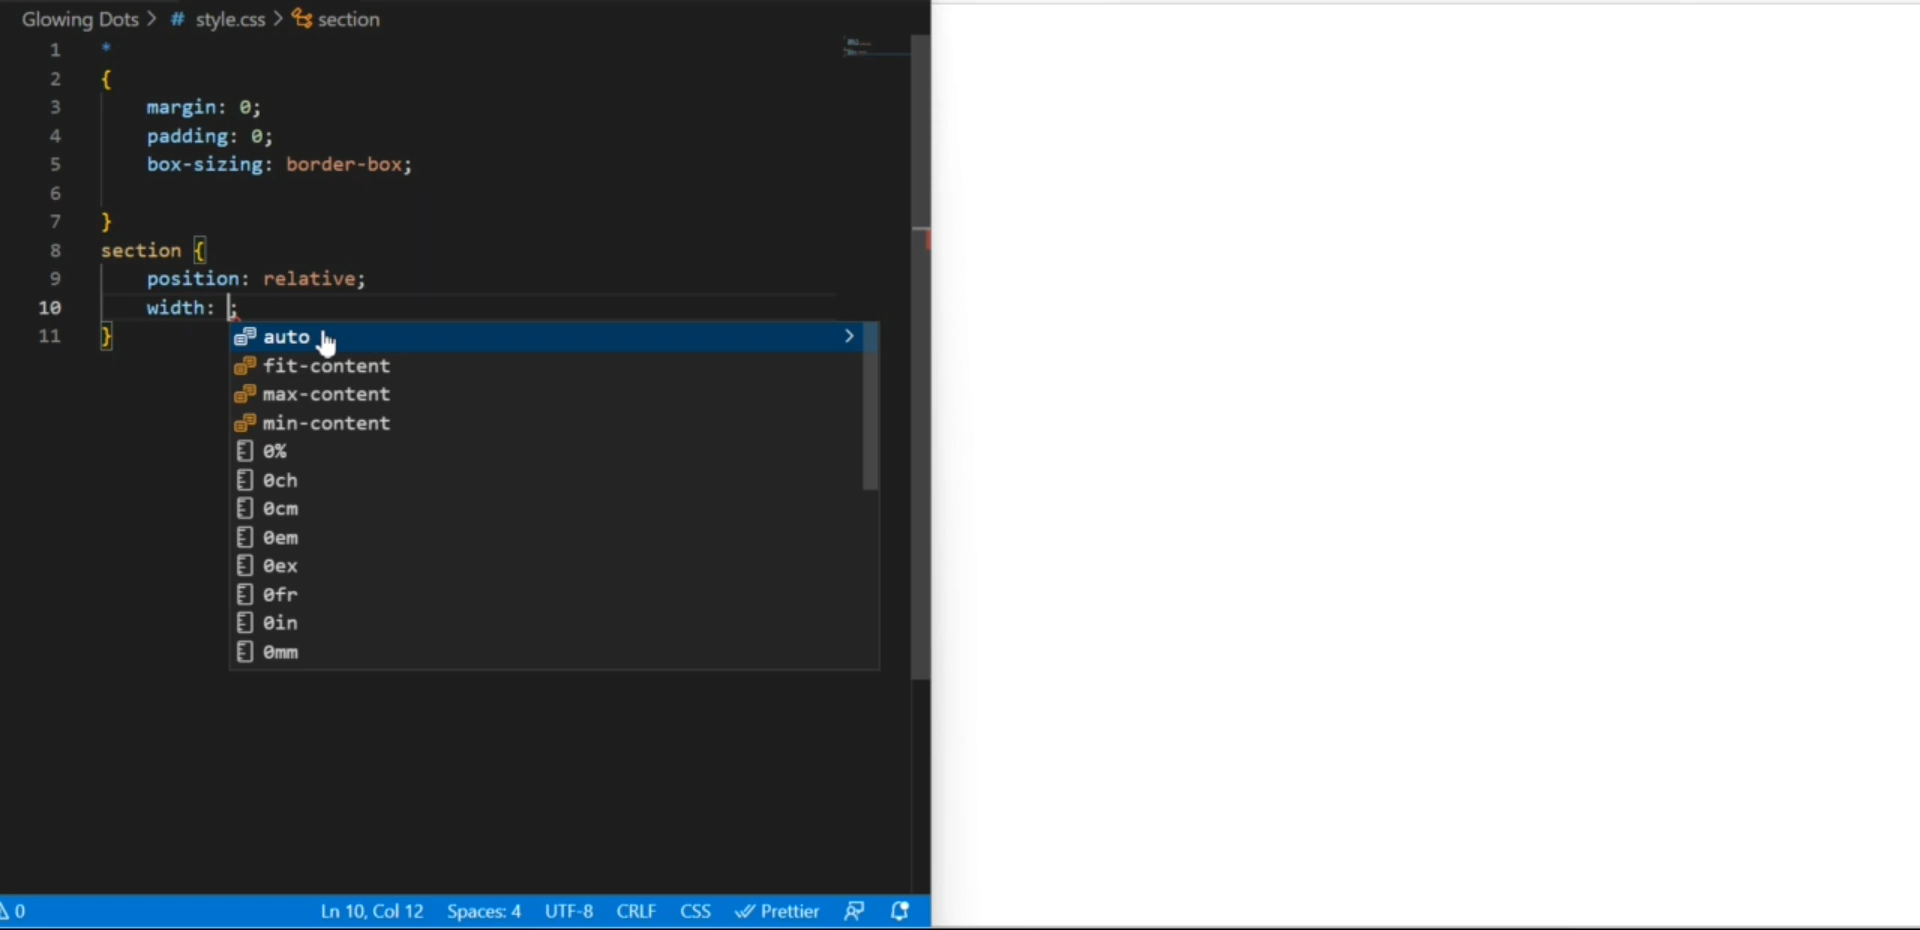 Glowing Dots > # style.css > section
1 *
2 {
3 margin: 0;
4 padding: 0;
5 box-sizing: border-box;
6
7 }
8 section {
9 position: relative;
10 width: ;
11 }
auto >
fit-content
max-content
min-content
0%
0ch
0cm
0em
0ex
0fr
0in
0mm
0 Ln 10, Col 12 Spaces: 4 UTF-8 CRLF CSS Prettier